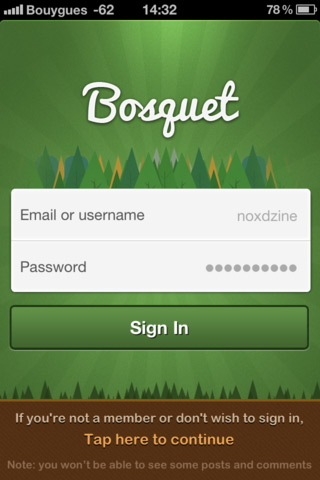 Bouygues -62 14:32 78 %
Bosquet
Email or username noxdzine
Password ●●●●●●●●●●
Sign In
If you're not a member or don't wish to sign in,
Tap here to continue
Note: you won't be able to see some posts and comments